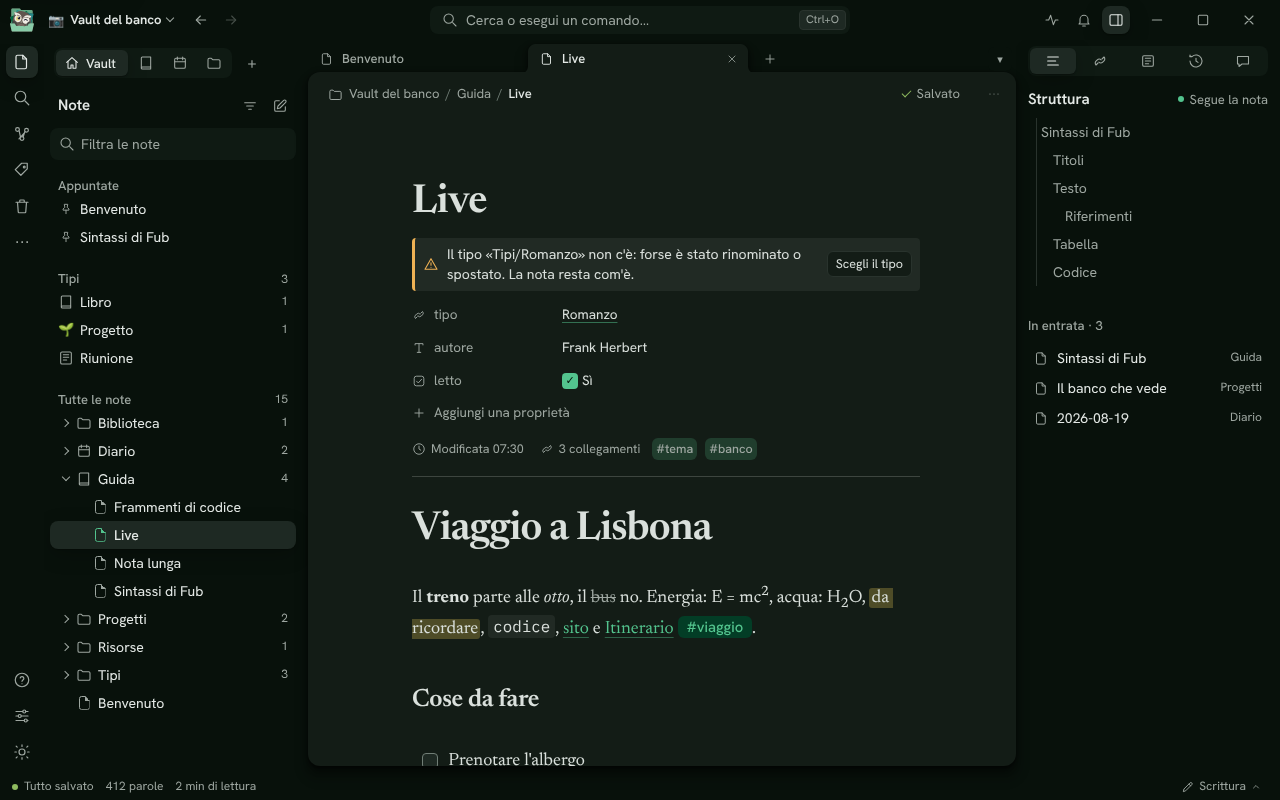 Vault del banco
Cerca o esegui un comando...
Ctrl+O
Vault
Note
Filtra le note
Appuntate
Benvenuto
Sintassi di Fub
Tipi 3
Libro 1
Progetto 1
Riunione
Tutte le note 15
Biblioteca 1
Diario 2
Guida 4
Frammenti di codice
Live
Nota lunga
Sintassi di Fub
Progetti 2
Risorse 1
Tipi 3
Benvenuto
Benvenuto
Live
Vault del banco / Guida / Live
Salvato
Live
Il tipo «Tipi/Romanzo» non c'è: forse è stato rinominato o
spostato. La nota resta com'è.
Scegli il tipo
tipo Romanzo
autore Frank Herbert
letto Sì
Aggiungi una proprietà
Modificata 07:30 3 collegamenti #tema #banco
Viaggio a Lisbona
Il treno parte alle otto, il bus no. Energia: E = mc², acqua: H₂O, da
ricordare, codice, sito e Itinerario #viaggio.
Cose da fare
Prenotare l'albergo
Struttura
Segue la nota
Sintassi di Fub
Titoli
Testo
Riferimenti
Tabella
Codice
In entrata · 3
Sintassi di Fub Guida
Il banco che vede Progetti
2026-08-19 Diario
Tutto salvato 412 parole 2 min di lettura
Scrittura